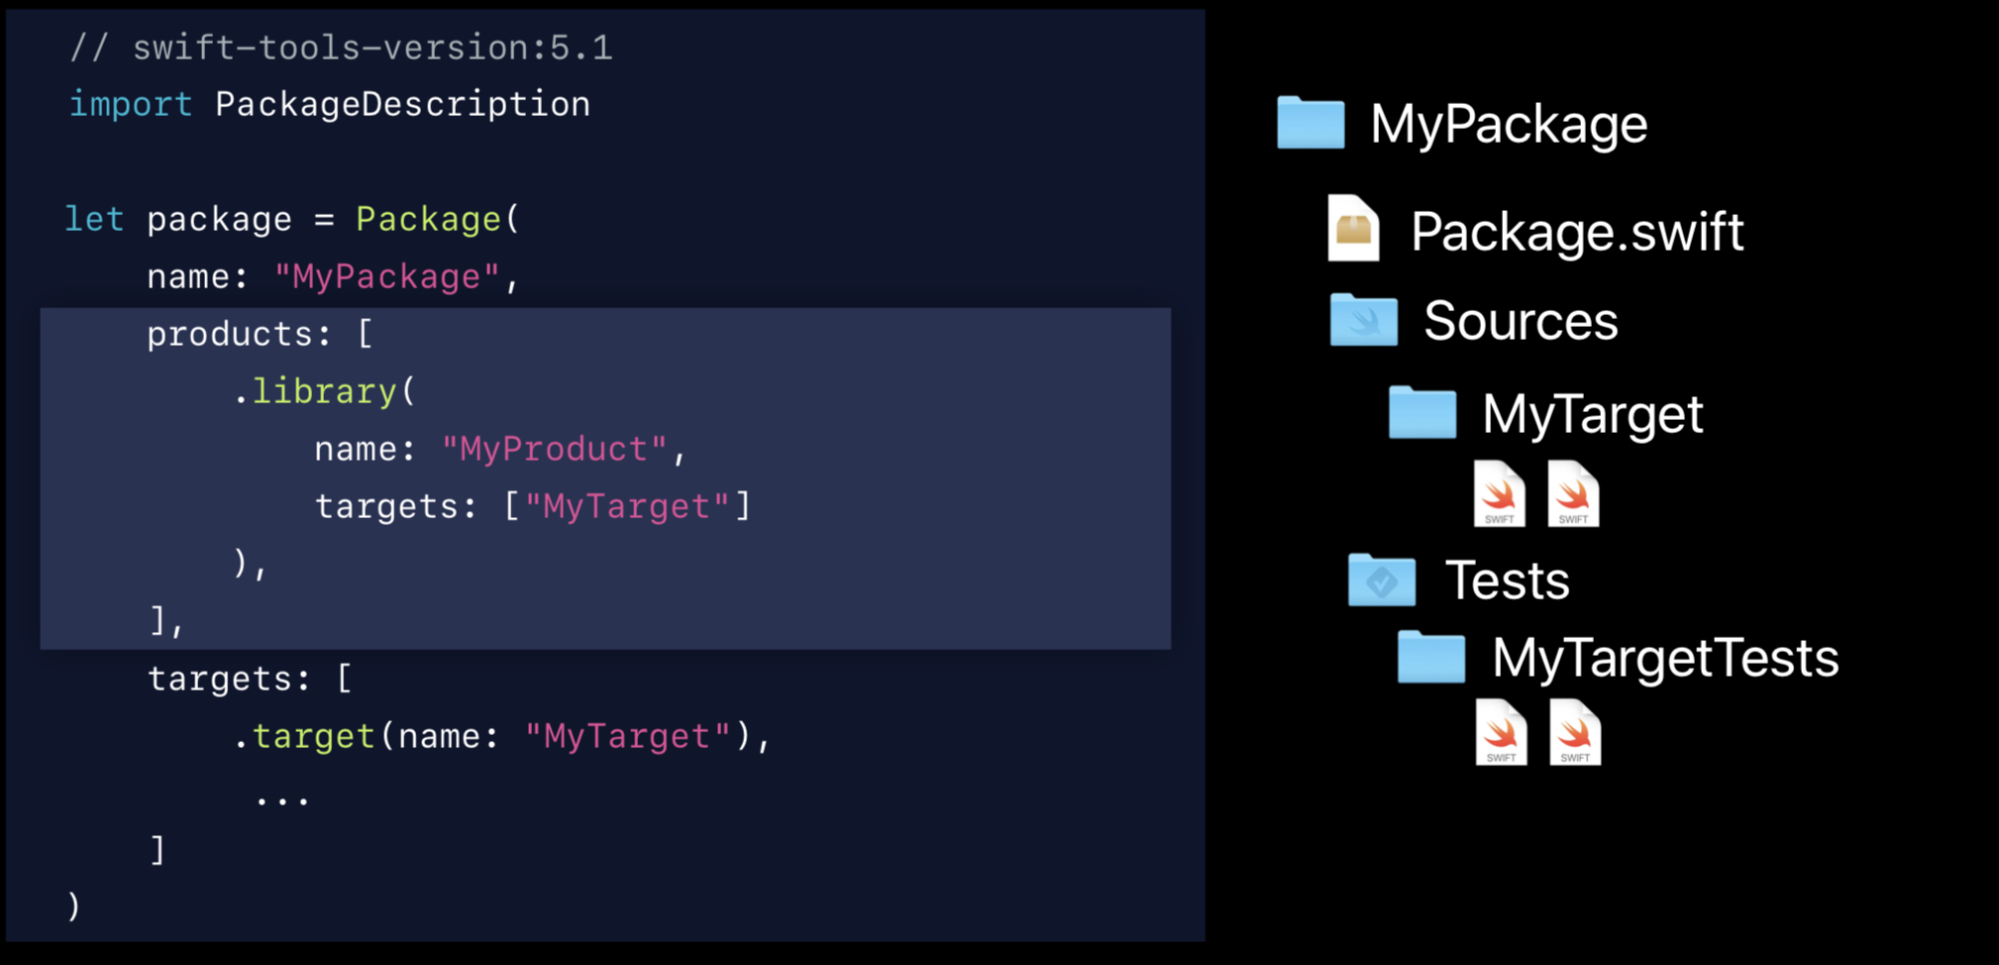 // swift-tools-version:5.1
import PackageDescription
let package = Package(
name: "MyPackage",
products: [
.library(
name: "MyProduct",
targets: ["MyTarget"]
),
],
targets: [
.target(name: "MyTarget"),
...
]
)
MyPackage
Package.swift
Sources
MyTarget
SWIFT SWIFT
Tests
MyTargetTests
SWIFT SWIFT